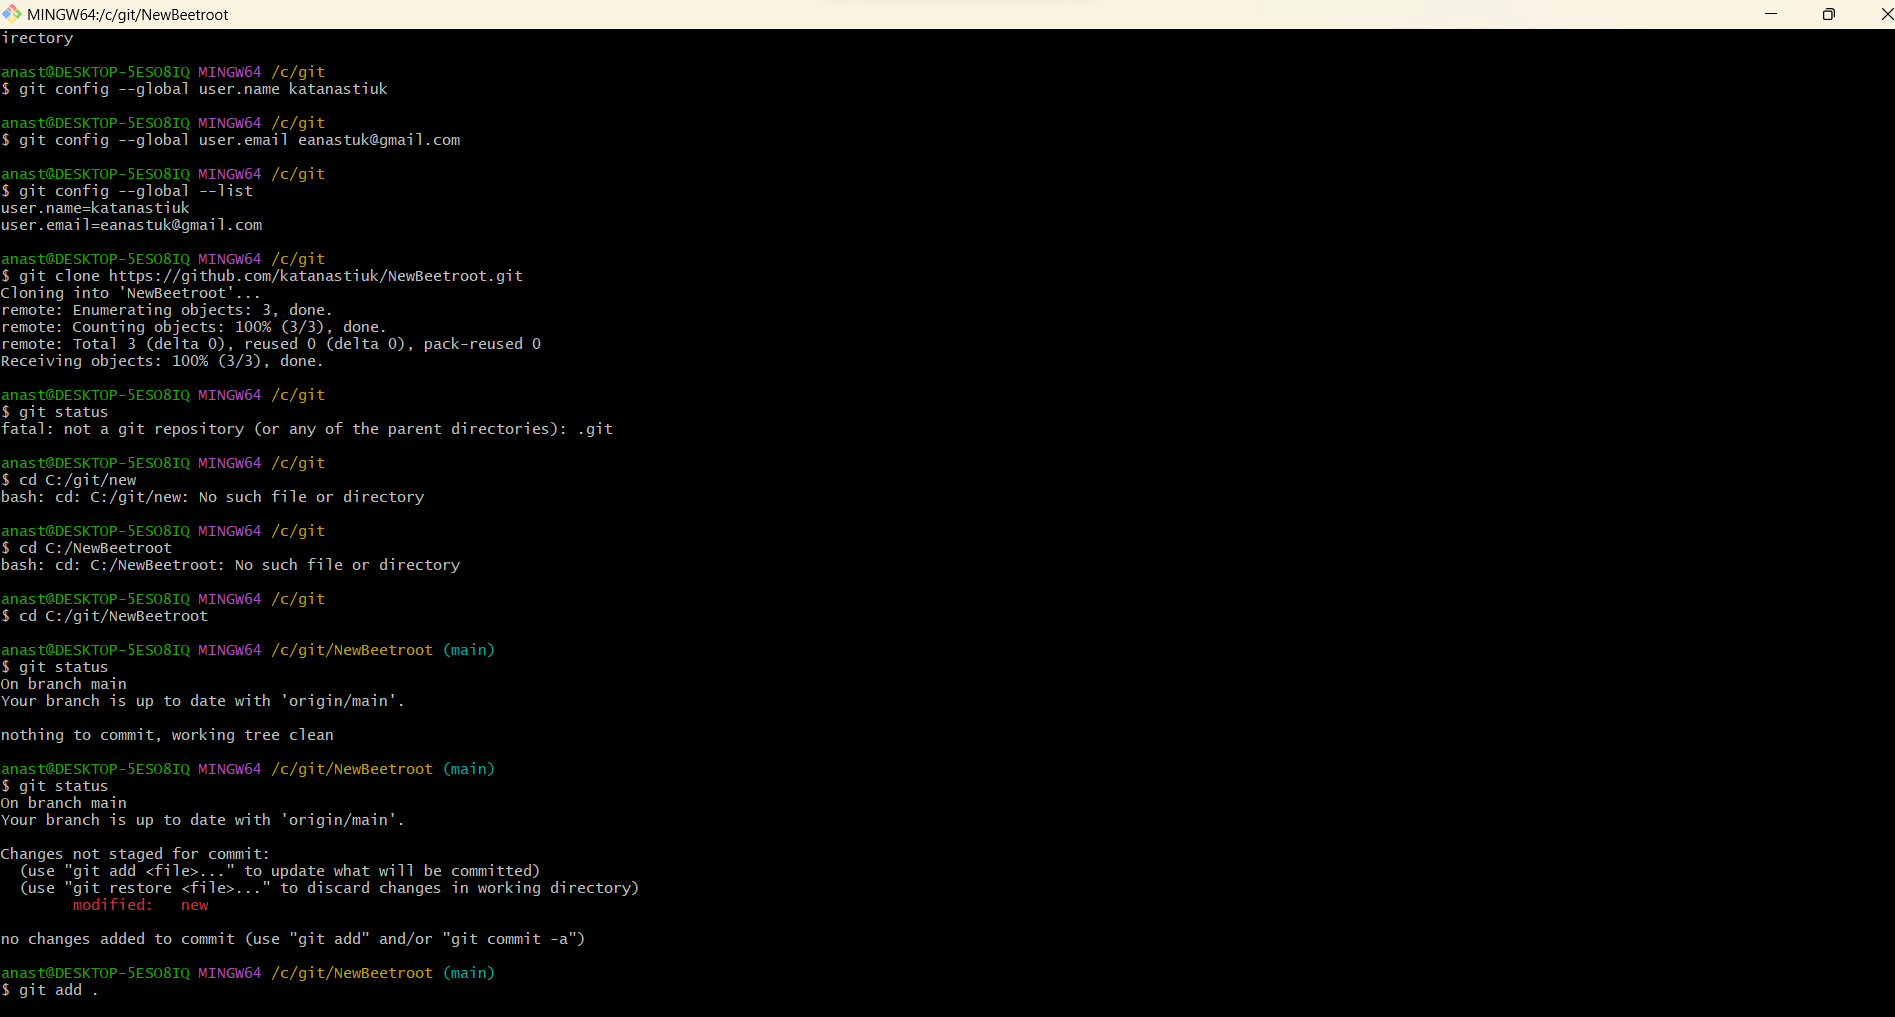 MINGW64:/c/git/NewBeetroot
irectory
anast@DESKTOP-5ESO8IQ MINGW64 /c/git
$ git config --global user.name katanastiuk
anast@DESKTOP-5ESO8IQ MINGW64 /c/git
$ git config --global user.email eanastuk@gmail.com
anast@DESKTOP-5ESO8IQ MINGW64 /c/git
$ git config --global --list
user.name=katanastiuk
user.email=eanastuk@gmail.com
anast@DESKTOP-5ESO8IQ MINGW64 /c/git
$ git clone https://github.com/katanastiuk/NewBeetroot.git
Cloning into 'NewBeetroot'...
remote: Enumerating objects: 3, done.
remote: Counting objects: 100% (3/3), done.
remote: Total 3 (delta 0), reused 0 (delta 0), pack-reused 0
Receiving objects: 100% (3/3), done.
anast@DESKTOP-5ESO8IQ MINGW64 /c/git
$ git status
fatal: not a git repository (or any of the parent directories): .git
anast@DESKTOP-5ESO8IQ MINGW64 /c/git
$ cd C:/git/new
bash: cd: C:/git/new: No such file or directory
anast@DESKTOP-5ESO8IQ MINGW64 /c/git
$ cd C:/NewBeetroot
bash: cd: C:/NewBeetroot: No such file or directory
anast@DESKTOP-5ESO8IQ MINGW64 /c/git
$ cd C:/git/NewBeetroot
anast@DESKTOP-5ESO8IQ MINGW64 /c/git/NewBeetroot (main)
$ git status
On branch main
Your branch is up to date with 'origin/main'.
nothing to commit, working tree clean
anast@DESKTOP-5ESO8IQ MINGW64 /c/git/NewBeetroot (main)
$ git status
On branch main
Your branch is up to date with 'origin/main'.
Changes not staged for commit:
  (use "git add <file>..." to update what will be committed)
  (use "git restore <file>..." to discard changes in working directory)
        modified:   new
no changes added to commit (use "git add" and/or "git commit -a")
anast@DESKTOP-5ESO8IQ MINGW64 /c/git/NewBeetroot (main)
$ git add .